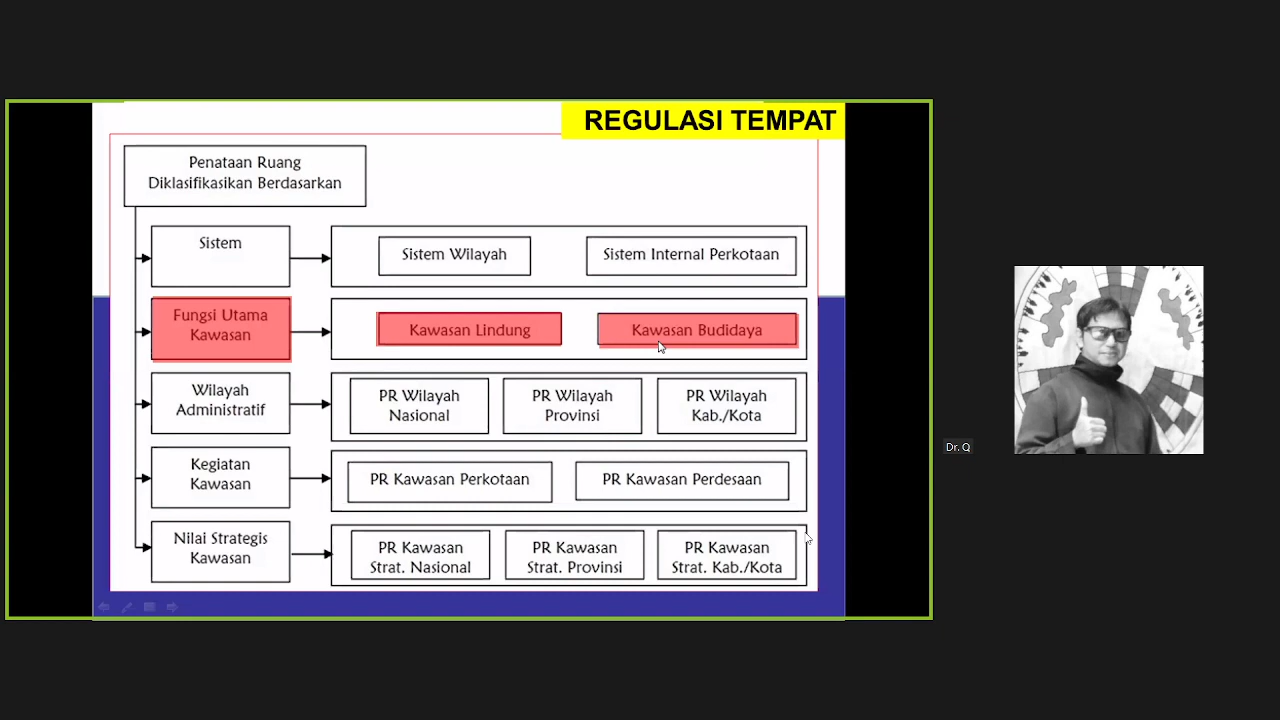 REGULASI TEMPAT
Penataan Ruang
Diklasifikasikan Berdasarkan
Sistem
Sistem Wilayah
Sistem Internal Perkotaan
Fungsi Utama
Kawasan
Kawasan Lindung
Kawasan Budidaya
Wilayah
Administratif
PR Wilayah
Nasional
PR Wilayah
Provinsi
PR Wilayah
Kab./Kota
Kegiatan
Kawasan
PR Kawasan Perkotaan
PR Kawasan Perdesaan
Nilai Strategis
Kawasan
PR Kawasan
Strat. Nasional
PR Kawasan
Strat. Provinsi
PR Kawasan
Strat. Kab./Kota
Dr. Q